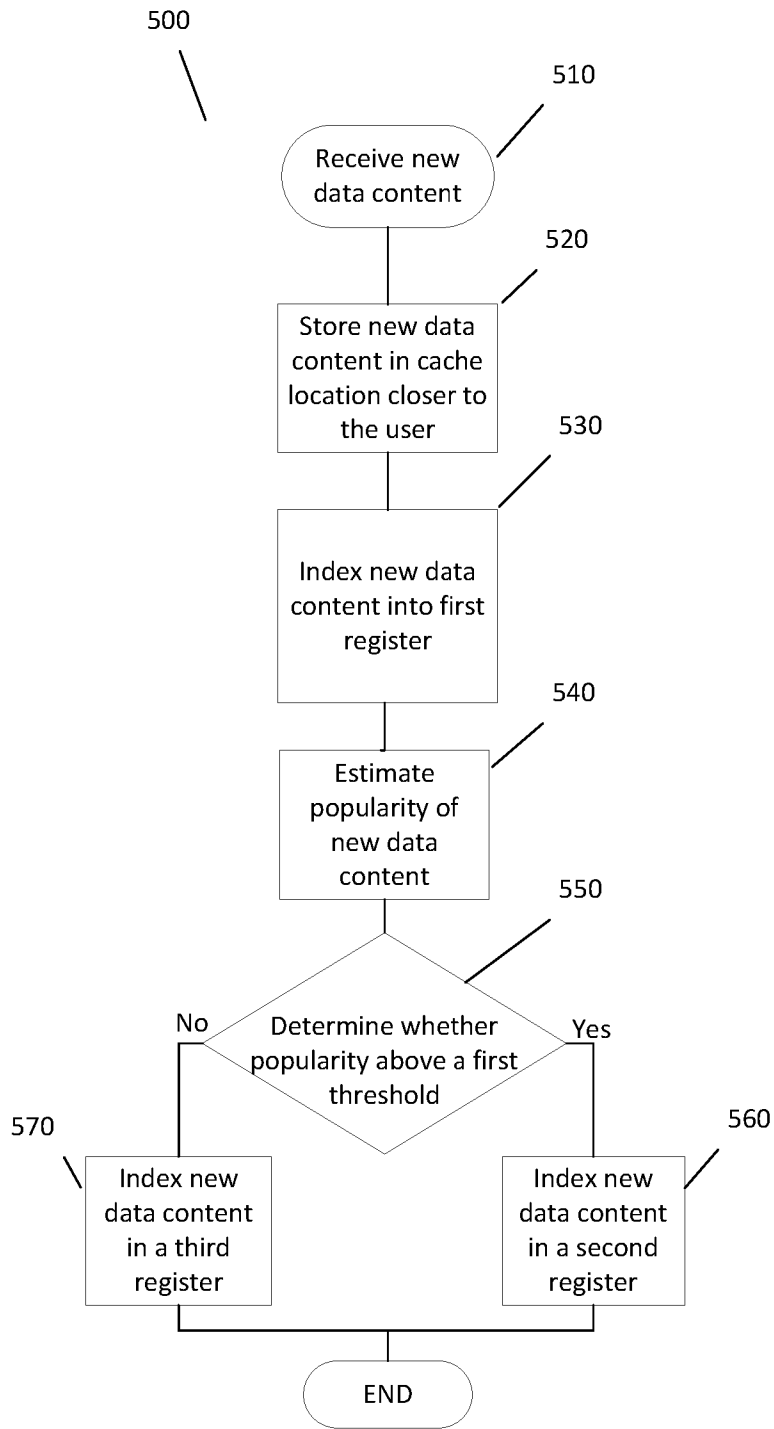 500
510
Receive new
data content
520
Store new data
content in cache
location closer to
the user
530
Index new data
content into first
register
540
Estimate
popularity of
new data
content
550
No
Yes
Determine whether
popularity above a first
threshold
570
560
Index new
data content
in a third
register
Index new
data content
in a second
register
END